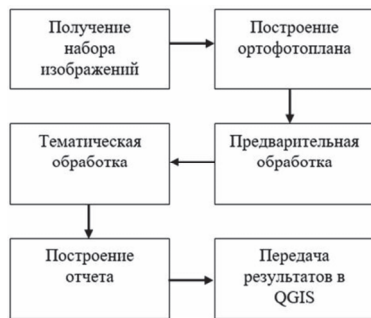 Получение
набора
изображений
Построение
ортофотоплана
Предварительная
обработка
Тематическая
обработка
Построение
отчета
Передача
результатов в
QGIS